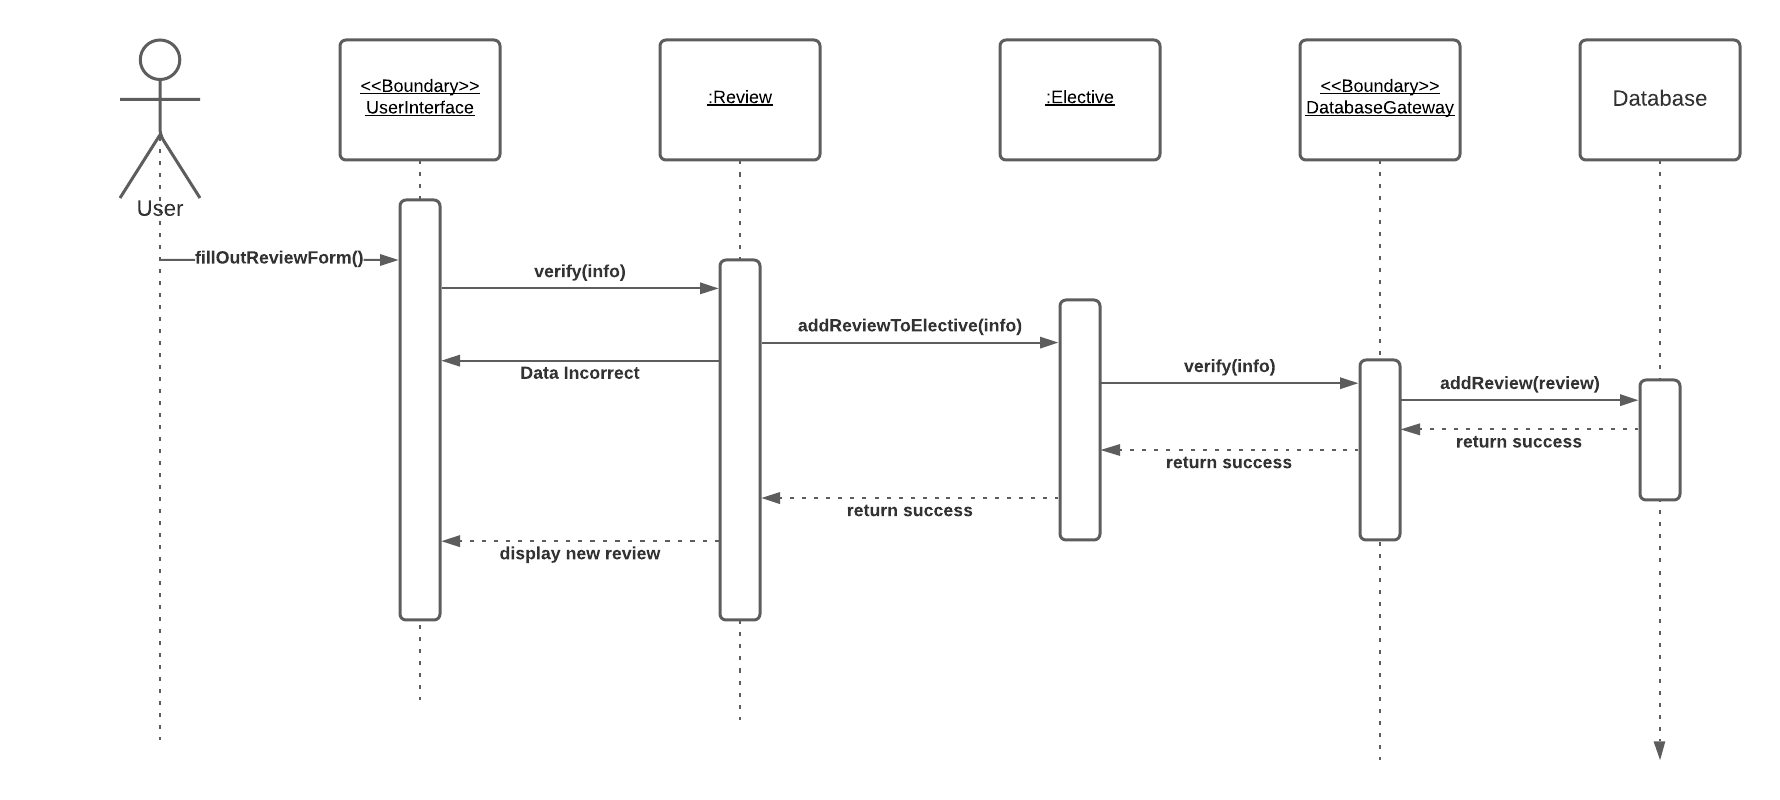 <<Boundary>>
UserInterface
:Review
:Elective
<<Boundary>>
DatabaseGateway
Database
User
fillOutReviewForm()
verify(info)
addReviewToElective(info)
Data Incorrect
verify(info)
addReview(review)
return success
return success
return success
display new review